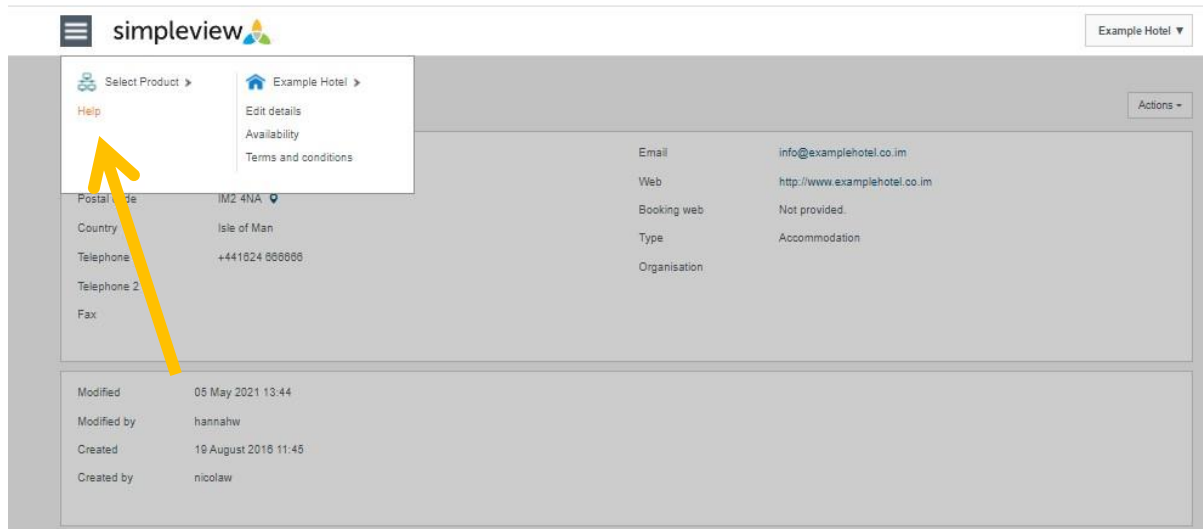 simpleview
Example Hotel ▼
Select Product >
Help
Example Hotel >
Edit details
Availability
Terms and conditions
Actions
Postal code IM2 4NA
Country Isle of Man
Telephone +441624 666666
Telephone 2
Fax
Email info@examplehotel.co.im
Web http://www.examplehotel.co.im
Booking web Not provided.
Type Accommodation
Organisation
Modified 05 May 2021 13:44
Modified by hannahw
Created 19 August 2016 11:45
Created by nicolaw